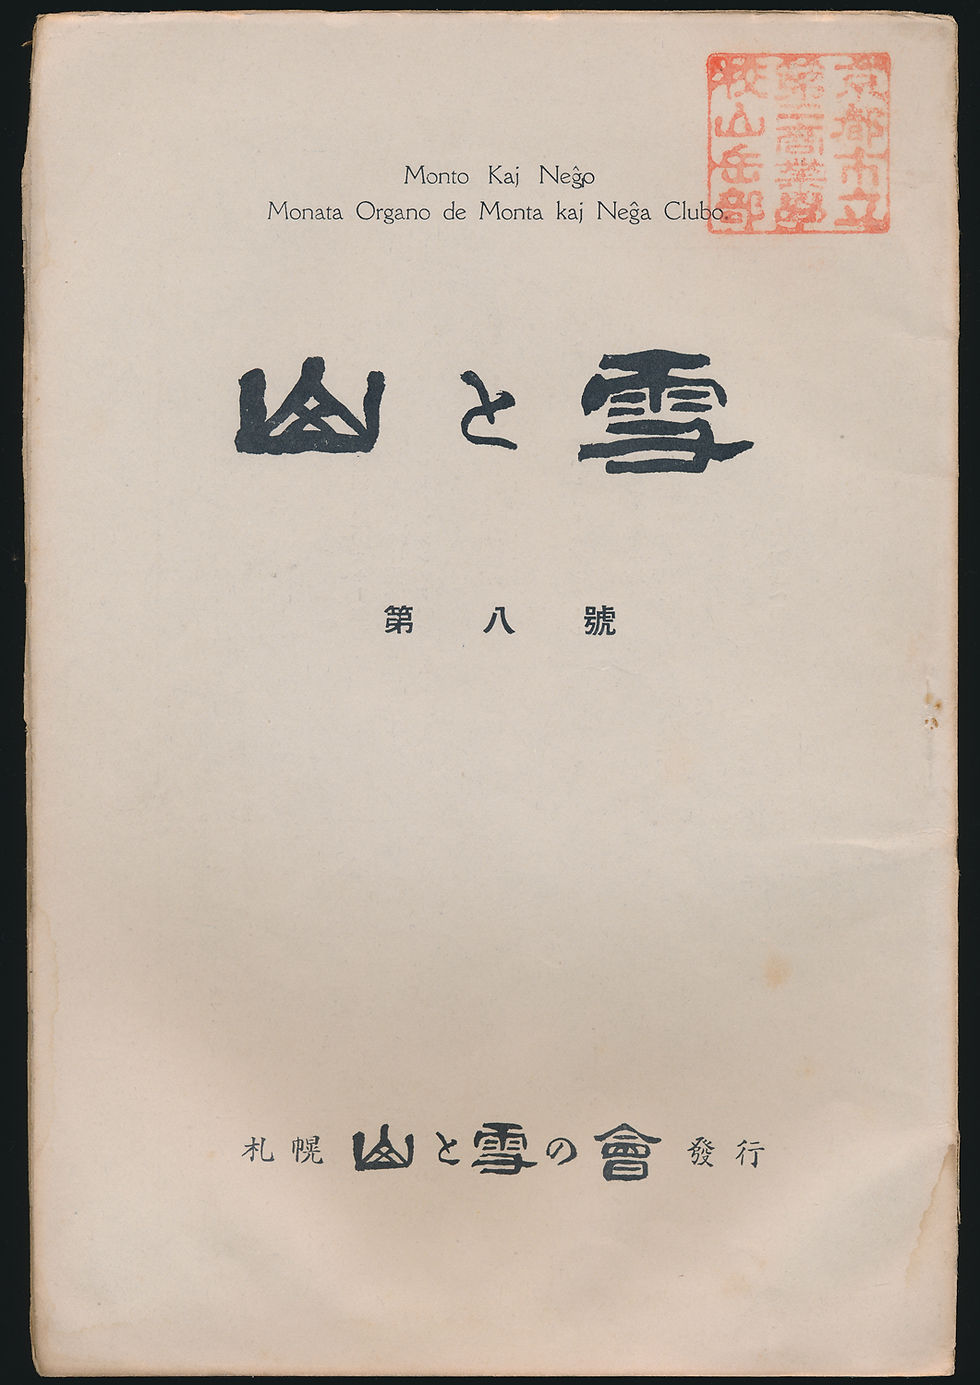 Monto Kaj Neĝo
Monata Organo de Monta kaj Neĝa Clubo.
京都市立
第二商業学
校山岳部
山と雪
第八號
札幌 山と雪の會 發行